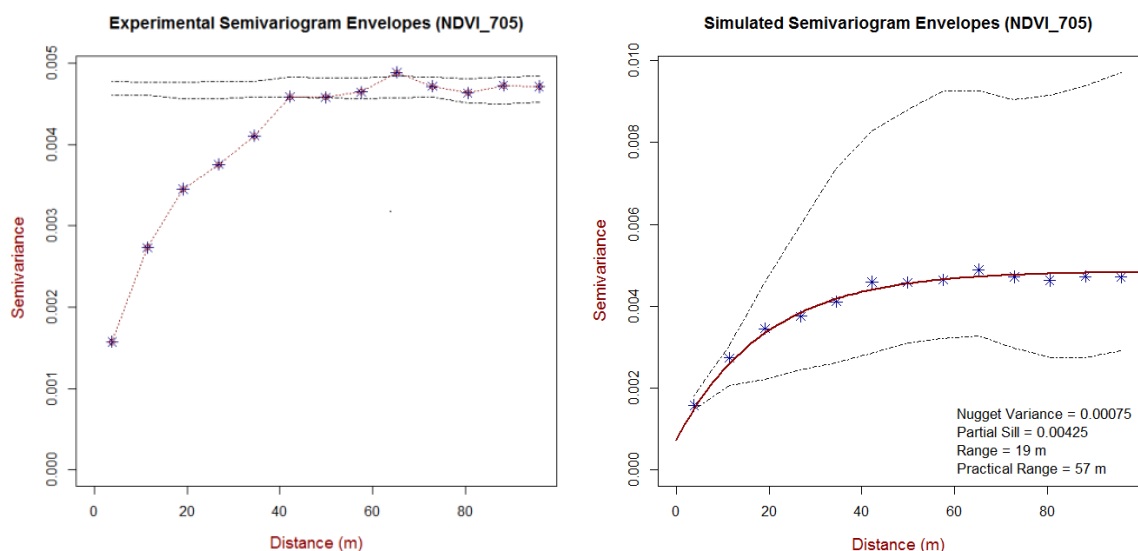 Experimental Semivariogram Envelopes (NDVI_705)
Semivariance
0.005
0.004
0.003
0.002
0.001
0.000
0 20 40 60 80
Distance (m)
Simulated Semivariogram Envelopes (NDVI_705)
Semivariance
0.010
0.008
0.006
0.004
0.002
0.000
Nugget Variance = 0.00075
Partial Sill = 0.00425
Range = 19 m
Practical Range = 57 m
0 20 40 60 80
Distance (m)